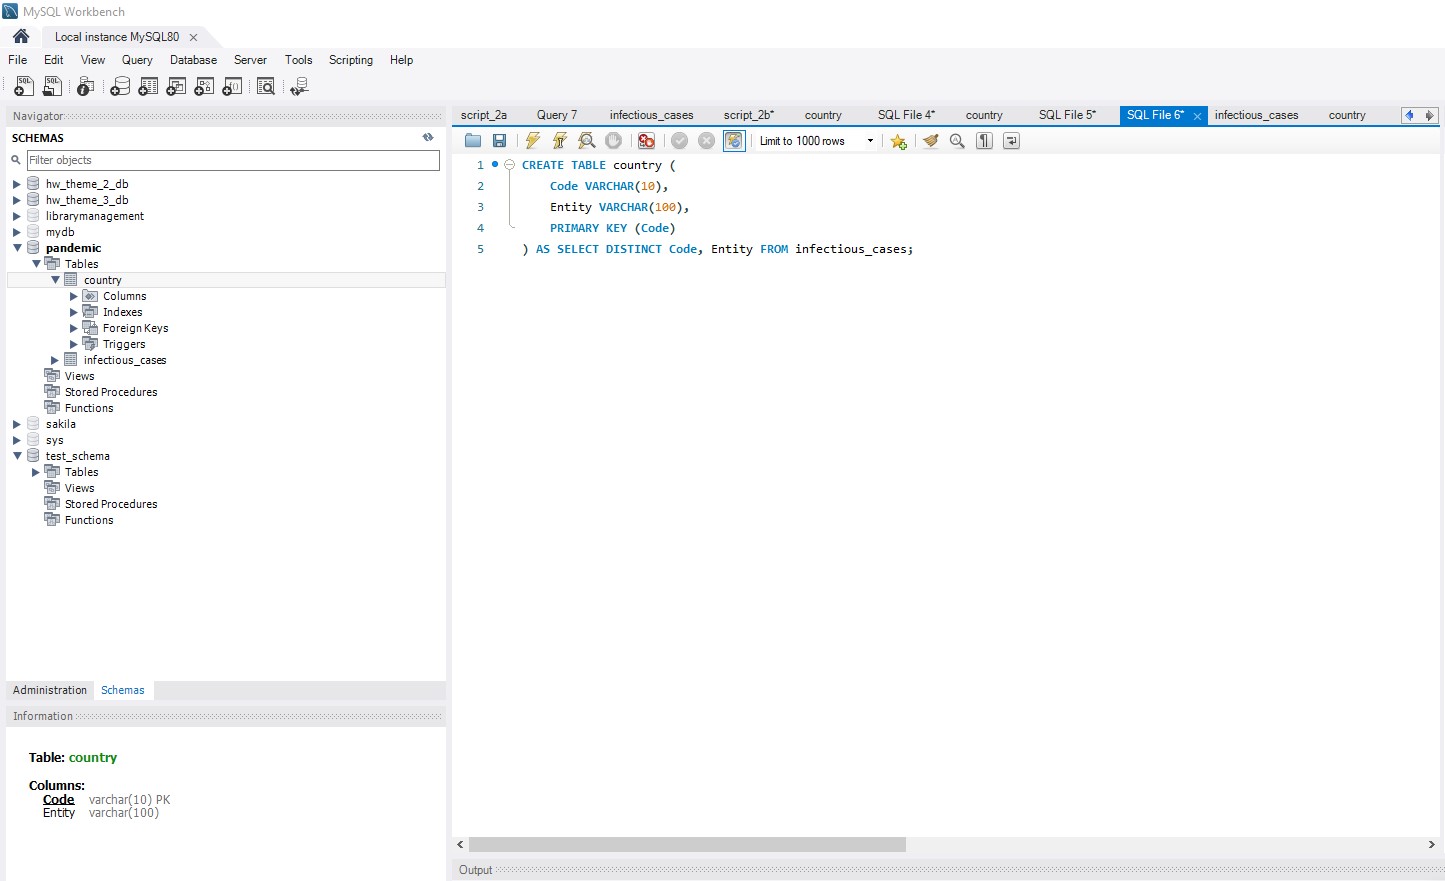 MySQL Workbench
Local instance MySQL80
File Edit View Query Database Server Tools Scripting Help
Navigator
SCHEMAS
Filter objects
hw_theme_2_db
hw_theme_3_db
librarymanagement
mydb
pandemic
Tables
country
Columns
Indexes
Foreign Keys
Triggers
infectious_cases
Views
Stored Procedures
Functions
sakila
sys
test_schema
Tables
Views
Stored Procedures
Functions
Administration Schemas
Information
Table: country
Columns:
Code varchar(10) PK
Entity varchar(100)
script_2a Query 7 infectious_cases script_2b* country SQL File 4* country SQL File 5* SQL File 6* infectious_cases country
Limit to 1000 rows
1 CREATE TABLE country (
2 Code VARCHAR(10),
3 Entity VARCHAR(100),
4 PRIMARY KEY (Code)
5 ) AS SELECT DISTINCT Code, Entity FROM infectious_cases;
Output